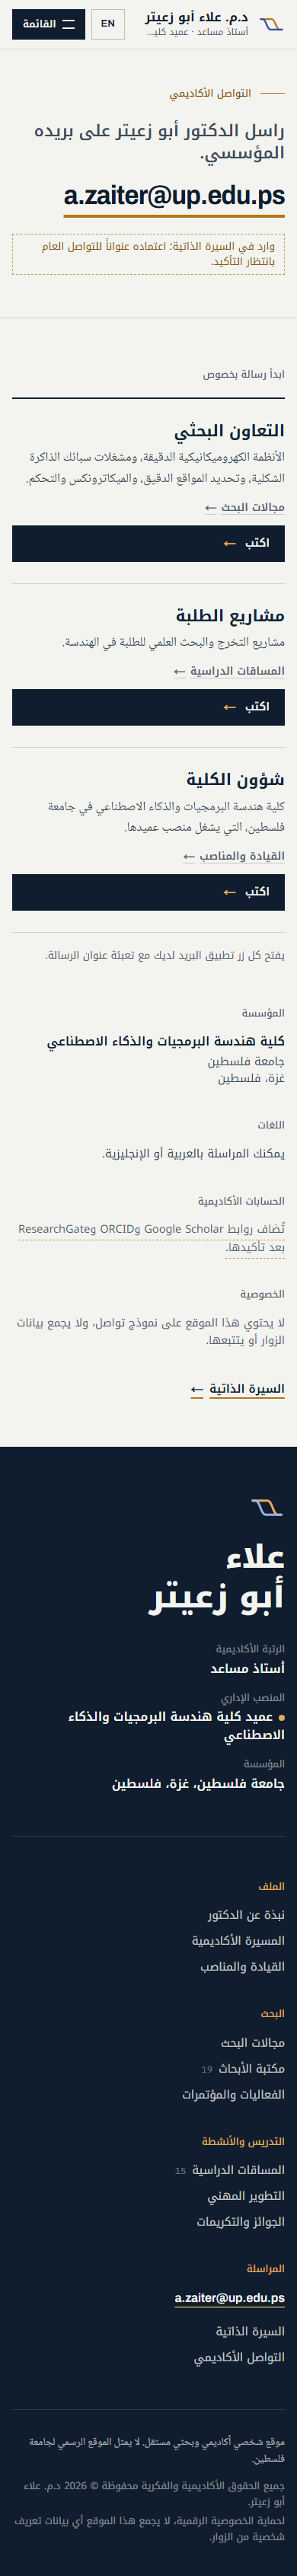 د.م. علاء أبو زعيتر
أستاذ مساعد · عميد كلي...
EN
القائمة
التواصل الأكاديمي
راسل الدكتور أبو زعيتر على بريده
المؤسسي.
a.zaiter@up.edu.ps
وارد في السيرة الذاتية؛ اعتماده عنواناً للتواصل العام
بانتظار التأكيد.
ابدأ رسالة بخصوص
التعاون البحثي
الأنظمة الكهروميكانيكية الدقيقة، ومشغلات سبائك الذاكرة
الشكلية، وتحديد المواقع الدقيق، والميكاترونكس والتحكم.
مجالات البحث ←
اكتب ←
مشاريع الطلبة
مشاريع التخرج والبحث العلمي للطلبة في الهندسة.
المساقات الدراسية ←
اكتب ←
شؤون الكلية
كلية هندسة البرمجيات والذكاء الاصطناعي في جامعة
فلسطين، التي يشغل منصب عميدها.
القيادة والمناصب ←
اكتب ←
يفتح كل زر تطبيق البريد لديك مع تعبئة عنوان الرسالة.
المؤسسة
كلية هندسة البرمجيات والذكاء الاصطناعي
جامعة فلسطين
غزة، فلسطين
اللغات
يمكنك المراسلة بالعربية أو الإنجليزية.
الحسابات الأكاديمية
تُضاف روابط Google Scholar وORCID وResearchGate
بعد تأكيدها.
الخصوصية
لا يحتوي هذا الموقع على نموذج تواصل، ولا يجمع بيانات
الزوار أو يتتبعها.
السيرة الذاتية ←
علاء
أبو زعيتر
الرتبة الأكاديمية
أستاذ مساعد
المنصب الإداري
عميد كلية هندسة البرمجيات والذكاء
الاصطناعي
المؤسسة
جامعة فلسطين، غزة، فلسطين
الملف
نبذة عن الدكتور
المسيرة الأكاديمية
القيادة والمناصب
البحث
مجالات البحث
مكتبة الأبحاث 19
الفعاليات والمؤتمرات
التدريس والأنشطة
المساقات الدراسية 15
التطوير المهني
الجوائز والتكريمات
المراسلة
a.zaiter@up.edu.ps
السيرة الذاتية
التواصل الأكاديمي
موقع شخصي أكاديمي وبحثي مستقل. لا يمثل الموقع الرسمي لجامعة
فلسطين.
جميع الحقوق الأكاديمية والفكرية محفوظة © 2026 د.م. علاء
أبو زعيتر.
لحماية الخصوصية الرقمية، لا يجمع هذا الموقع أي بيانات تعريف
شخصية من الزوار.